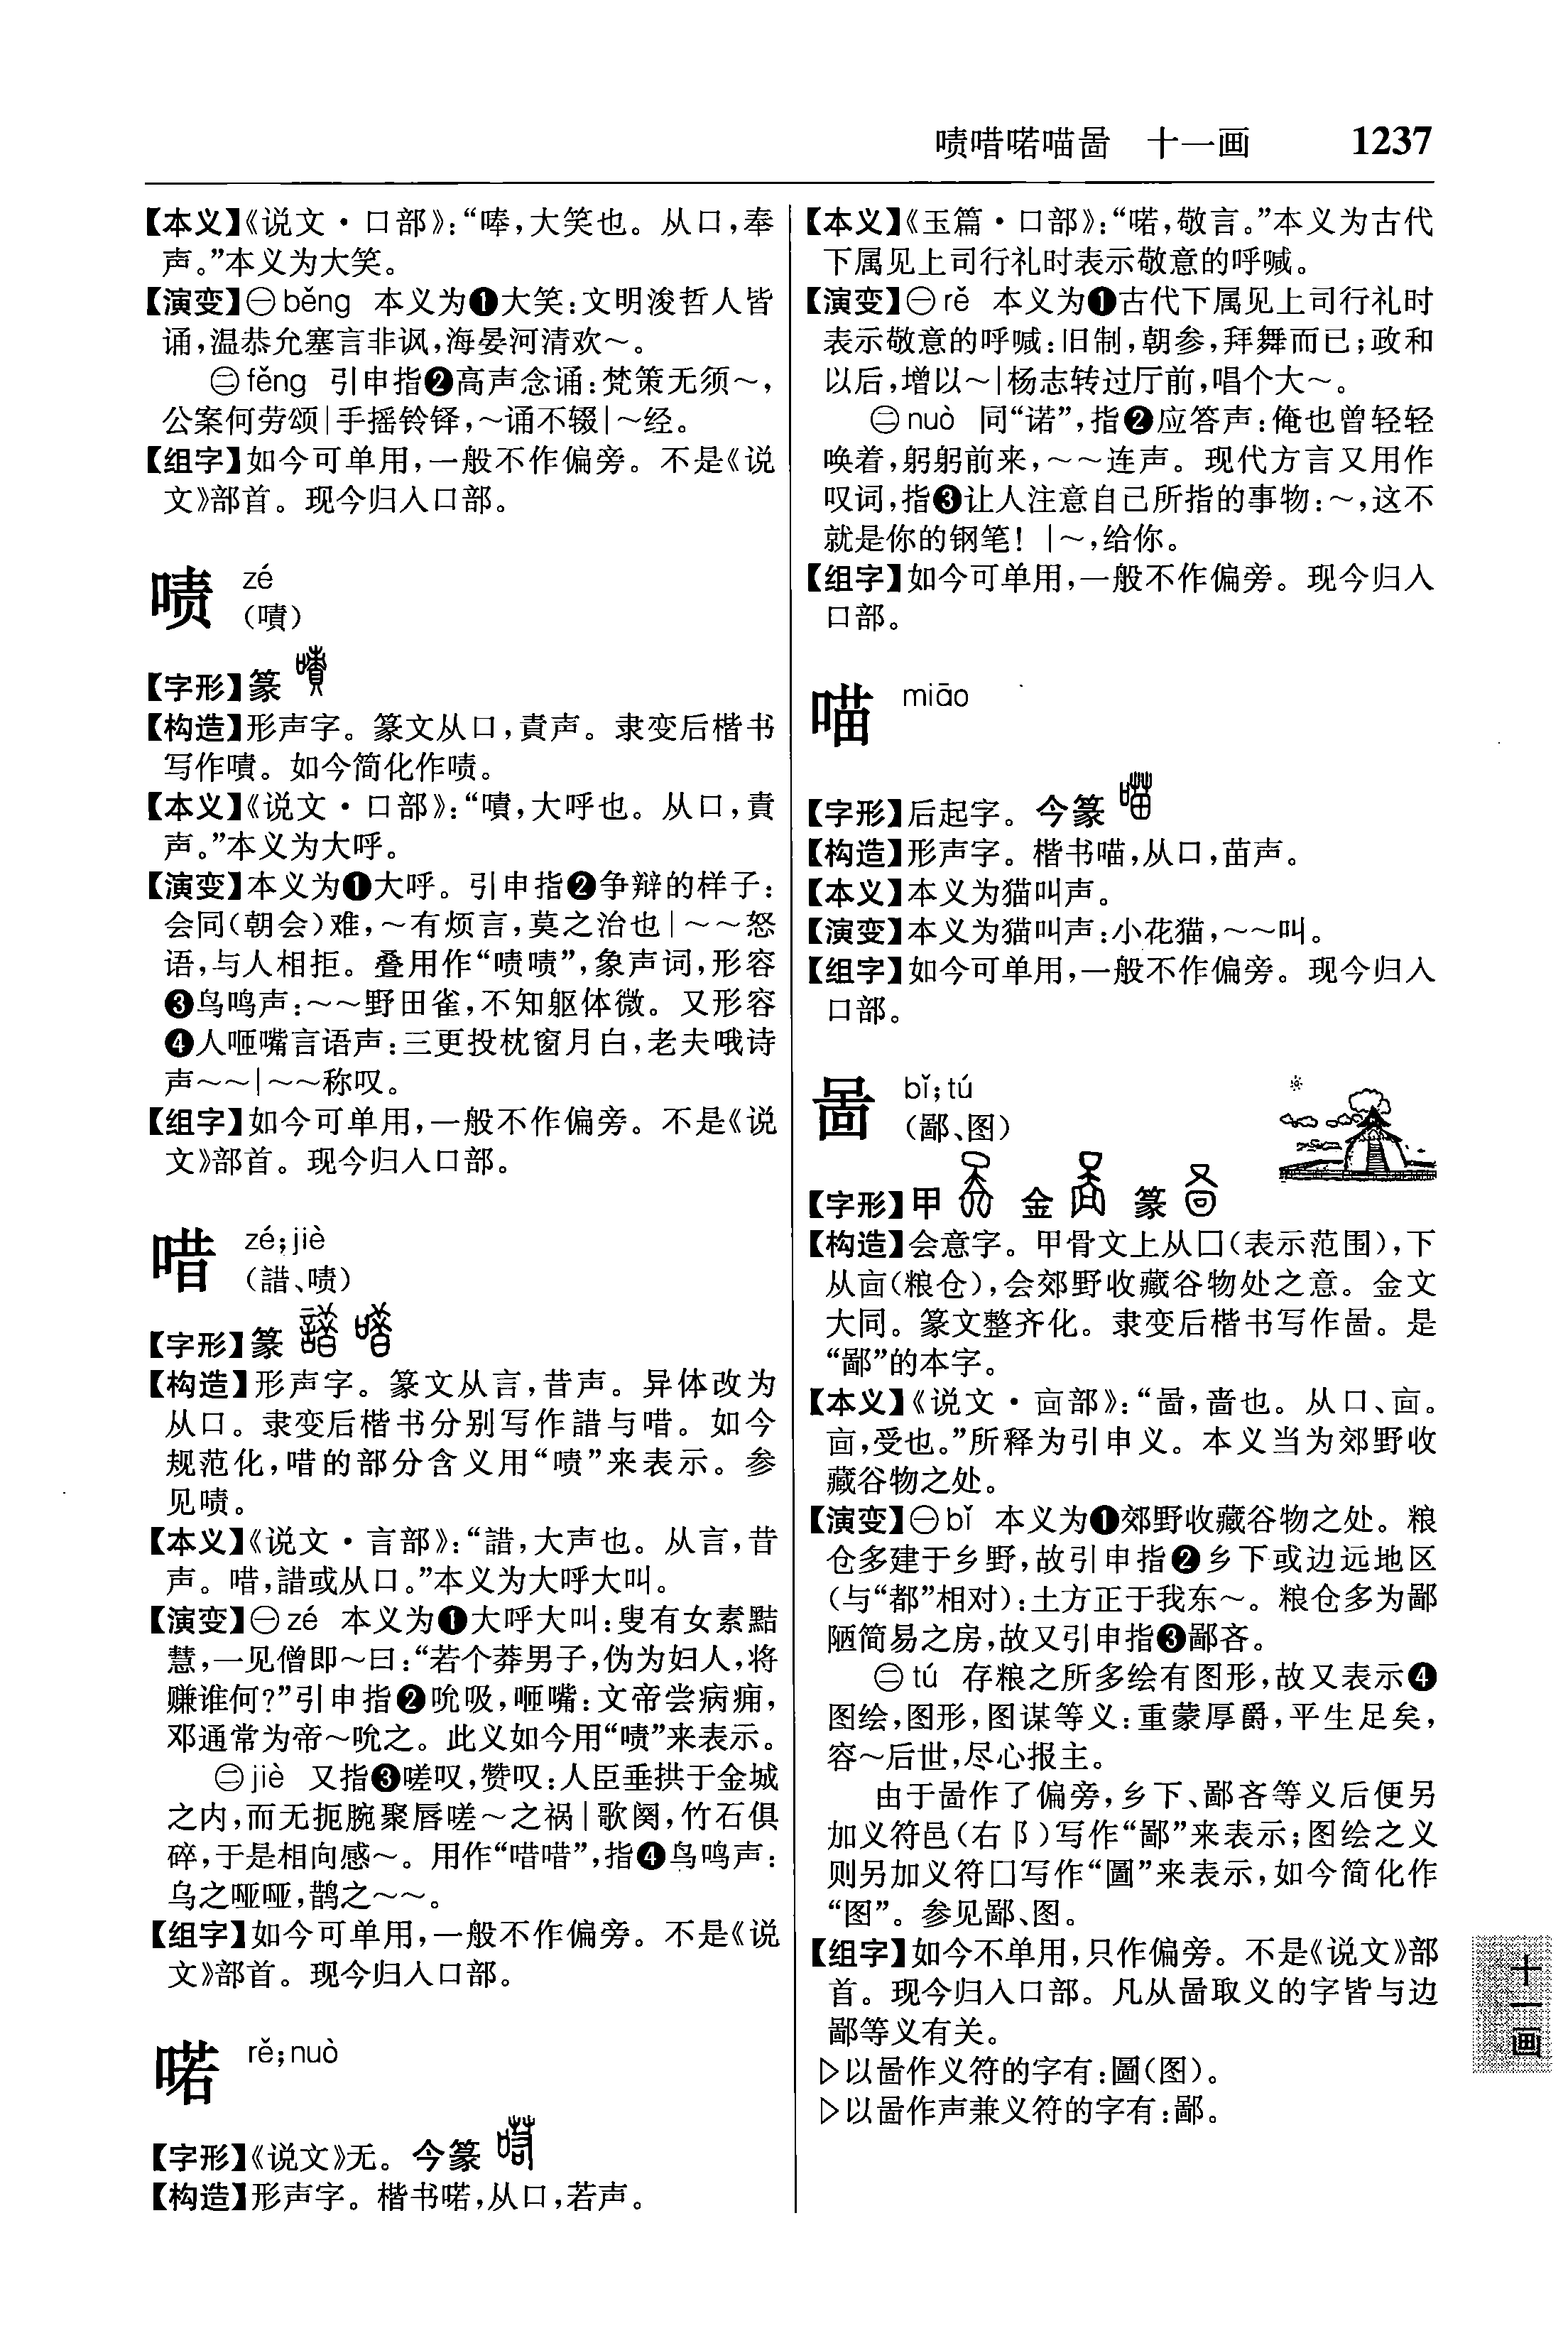 啧唶喏喵啚 十一画 1237
【本义】《说文·口部》：“唪，大笑也。从口，奉
声。”本义为大笑。
【演变】㊀běng 本义为❶大笑：文明浚哲人皆
诵，温恭允塞言非讽，海晏河清欢～。
㊁fěng 引申指❷高声念诵：梵策无须～，
公案何劳颂|手摇铃铎，～诵不辍|～经。
【组字】如今可单用，一般不作偏旁。不是《说
文》部首。现今归入口部。
啧 zé
（嘖）
【字形】篆
【构造】形声字。篆文从口，責声。隶变后楷书
写作嘖。如今简化作啧。
【本义】《说文·口部》：“嘖，大呼也。从口，責
声。”本义为大呼。
【演变】本义为❶大呼。引申指❷争辩的样子：
会同（朝会）难，～有烦言，莫之治也|～～怒
语，与人相拒。叠用作“啧啧”，象声词，形容
❸鸟鸣声：～～野田雀，不知躯体微。又形容
❹人咂嘴言语声：三更投枕窗月白，老夫哦诗
声～～|～～称叹。
【组字】如今可单用，一般不作偏旁。不是《说
文》部首。现今归入口部。
唶 zé；jiè
（諎、啧）
【字形】篆
【构造】形声字。篆文从言，昔声。异体改为
从口。隶变后楷书分别写作諎与唶。如今
规范化，唶的部分含义用“啧”来表示。参
见啧。
【本义】《说文·言部》：“諎，大声也。从言，昔
声。唶，諎或从口。”本义为大呼大叫。
【演变】㊀zé 本义为❶大呼大叫：叟有女素黠
慧，一见僧即～曰：“若个莽男子，伪为妇人，将
赚谁何？”引申指❷吮吸，咂嘴：文帝尝病痈，
邓通常为帝～吮之。此义如今用“啧”来表示。
㊁jiè 又指❸嗟叹，赞叹：人臣垂拱于金城
之内，而无扼腕聚唇嗟～之祸|歌阕，竹石俱
碎，于是相向感～。用作“唶唶”，指❹鸟鸣声：
乌之哑哑，鹊之～～。
【组字】如今可单用，一般不作偏旁。不是《说
文》部首。现今归入口部。
喏 rě；nuò
【字形】《说文》无。今篆
【构造】形声字。楷书喏，从口，若声。
【本义】《玉篇·口部》：“喏，敬言。”本义为古代
下属见上司行礼时表示敬意的呼喊。
【演变】㊀rě 本义为❶古代下属见上司行礼时
表示敬意的呼喊：旧制，朝参，拜舞而已；政和
以后，增以～|杨志转过厅前，唱个大～。
㊁nuò 同“诺”，指❷应答声：俺也曾轻轻
唤着，躬躬前来，～～连声。现代方言又用作
叹词，指❸让人注意自己所指的事物：～，这不
就是你的钢笔！|～，给你。
【组字】如今可单用，一般不作偏旁。现今归入
口部。
喵 miāo
【字形】后起字。今篆
【构造】形声字。楷书喵，从口，苗声。
【本义】本义为猫叫声。
【演变】本义为猫叫声：小花猫，～～叫。
【组字】如今可单用，一般不作偏旁。现今归入
口部。
啚 bǐ；tú
（鄙、图）
【字形】甲 金 篆
【构造】会意字。甲骨文上从囗（表示范围），下
从㐭（粮仓），会郊野收藏谷物处之意。金文
大同。篆文整齐化。隶变后楷书写作啚。是
“鄙”的本字。
【本义】《说文·㐭部》：“啚，啬也。从口、㐭。
㐭，受也。”所释为引申义。本义当为郊野收
藏谷物之处。
【演变】㊀bǐ 本义为❶郊野收藏谷物之处。粮
仓多建于乡野，故引申指❷乡下或边远地区
（与“都”相对）：土方正于我东～。粮仓多为鄙
陋简易之房，故又引申指❸鄙吝。
㊁tú 存粮之所多绘有图形，故又表示❹
图绘，图形，图谋等义：重蒙厚爵，平生足矣，
容～后世，尽心报主。
由于啚作了偏旁，乡下、鄙吝等义后便另
加义符邑（右阝）写作“鄙”来表示；图绘之义
则另加义符囗写作“圖”来表示，如今简化作
“图”。参见鄙、图。
【组字】如今不单用，只作偏旁。不是《说文》部
首。现今归入口部。凡从啚取义的字皆与边
鄙等义有关。
▷以啚作义符的字有：圖（图）。
▷以啚作声兼义符的字有：鄙。
十一画